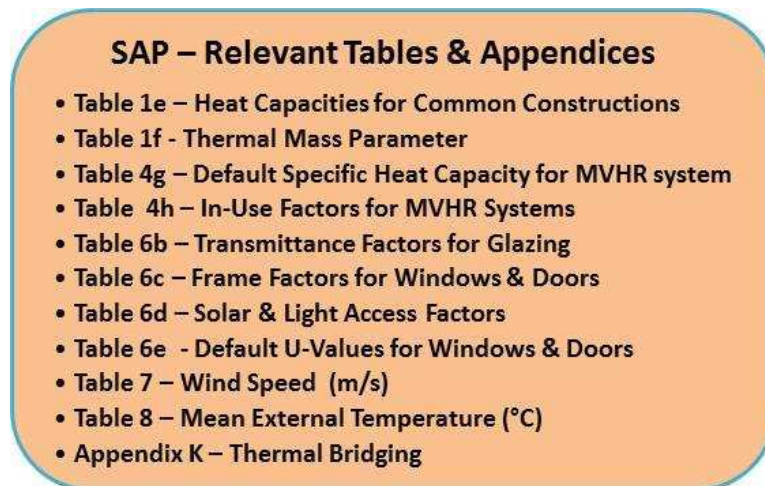 SAP – Relevant Tables & Appendices
• Table 1e – Heat Capacities for Common Constructions
• Table 1f - Thermal Mass Parameter
• Table 4g – Default Specific Heat Capacity for MVHR system
• Table 4h – In-Use Factors for MVHR Systems
• Table 6b – Transmittance Factors for Glazing
• Table 6c – Frame Factors for Windows & Doors
• Table 6d – Solar & Light Access Factors
• Table 6e - Default U-Values for Windows & Doors
• Table 7 – Wind Speed (m/s)
• Table 8 – Mean External Temperature (°C)
• Appendix K – Thermal Bridging